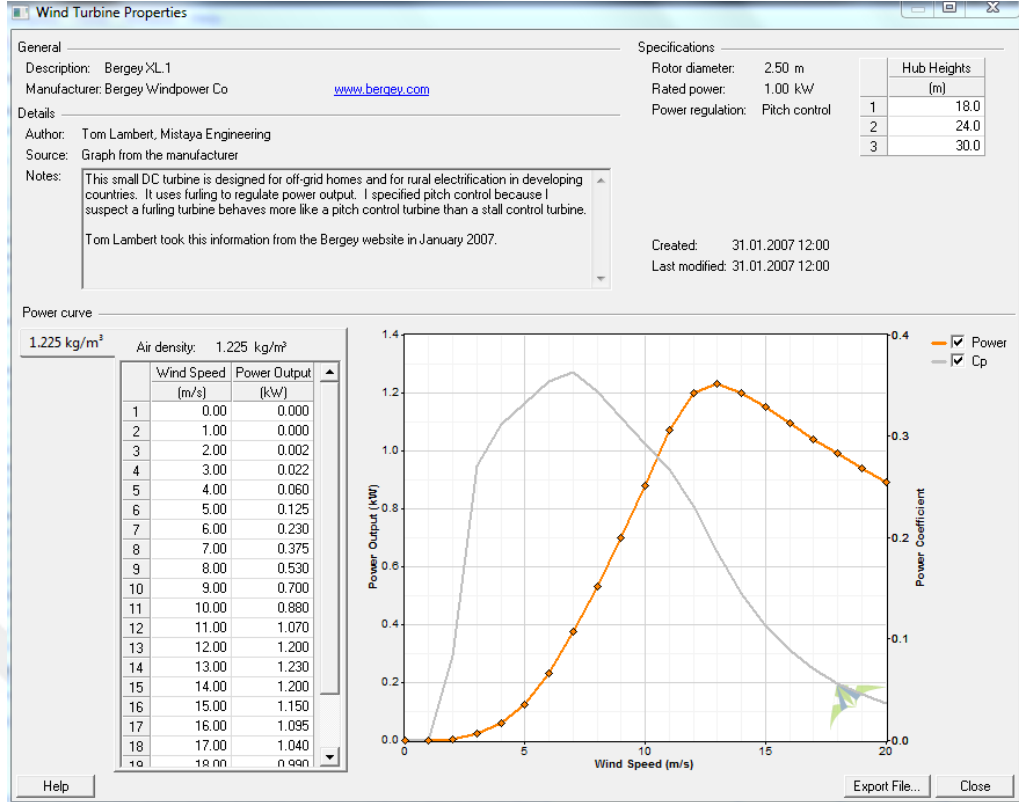 Wind Turbine Properties
General
Description: Bergey XL.1
Manufacturer: Bergey Windpower Co www.bergey.com
Details
Author: Tom Lambert, Mistaya Engineering
Source: Graph from the manufacturer
Notes: This small DC turbine is designed for off-grid homes and for rural electrification in developing
countries. It uses furling to regulate power output. I specified pitch control because I
suspect a furling turbine behaves more like a pitch control turbine than a stall control turbine.
Tom Lambert took this information from the Bergey website in January 2007.
Specifications
Rotor diameter: 2.50 m
Rated power: 1.00 kW
Power regulation: Pitch control
Hub Heights
(m)
1 18.0
2 24.0
3 30.0
Created: 31.01.2007 12:00
Last modified: 31.01.2007 12:00
Power curve
1.225 kg/m³
Air density: 1.225 kg/m³
Wind Speed Power Output
(m/s) (kW)
1 0.00 0.000
2 1.00 0.000
3 2.00 0.002
4 3.00 0.022
5 4.00 0.060
6 5.00 0.125
7 6.00 0.230
8 7.00 0.375
9 8.00 0.530
10 9.00 0.700
11 10.00 0.880
12 11.00 1.070
13 12.00 1.200
14 13.00 1.230
15 14.00 1.200
16 15.00 1.150
17 16.00 1.095
18 17.00 1.040
19 18.00 0.990
Power Output (kW)
1.4
1.2
1.0
0.8
0.6
0.4
0.2
0.0
0 5 10 15 20
Wind Speed (m/s)
0.4
0.3
0.2
0.1
0.0
Power Coefficient
Power
Cp
Help
Export File...
Close